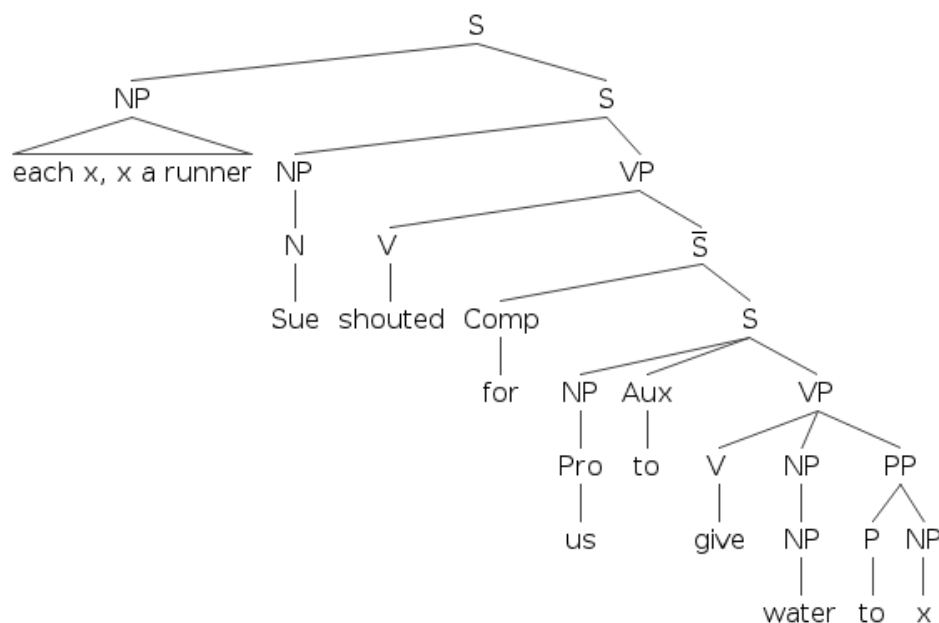 S
NP S
each x, x a runner NP VP
N V S̅
Sue shouted Comp S
for NP Aux VP
Pro to V NP PP
us give NP P NP
water to x